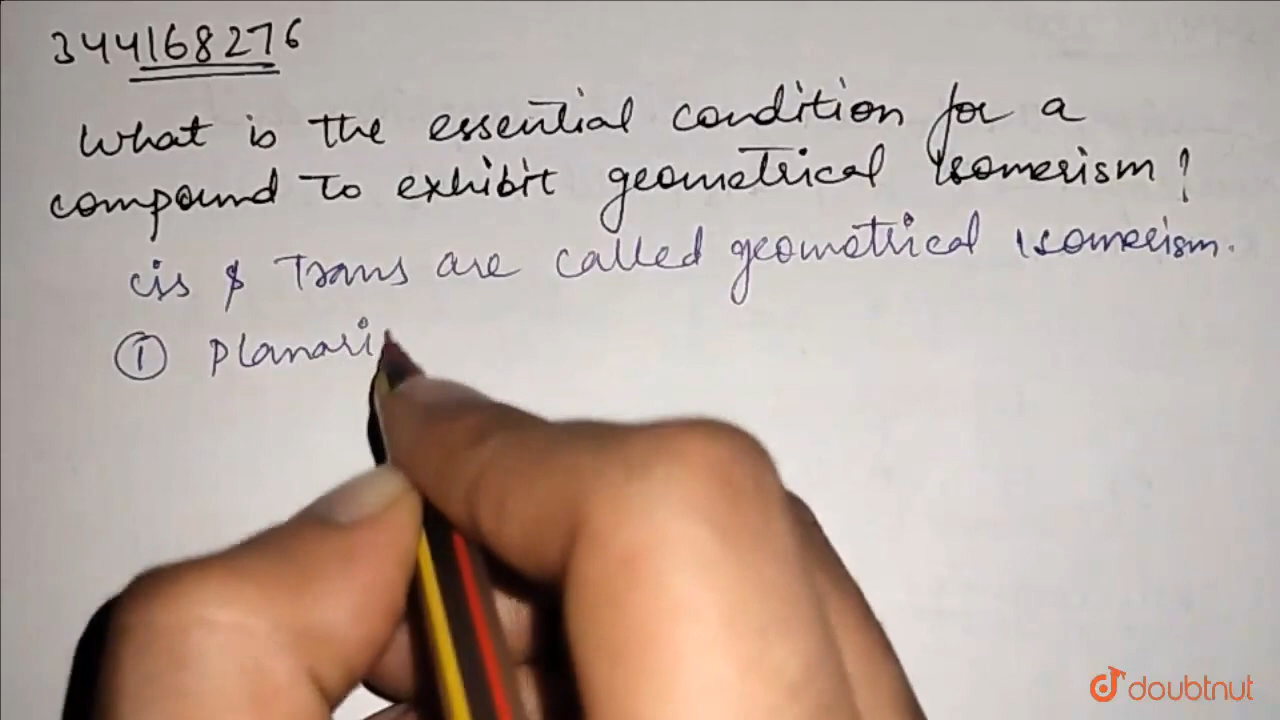 344168276
What is the essential condition for a
compound to exhibit geometrical isomerism?
cis & Trans are called geometrical isomerism.
① Planari
doubtnut